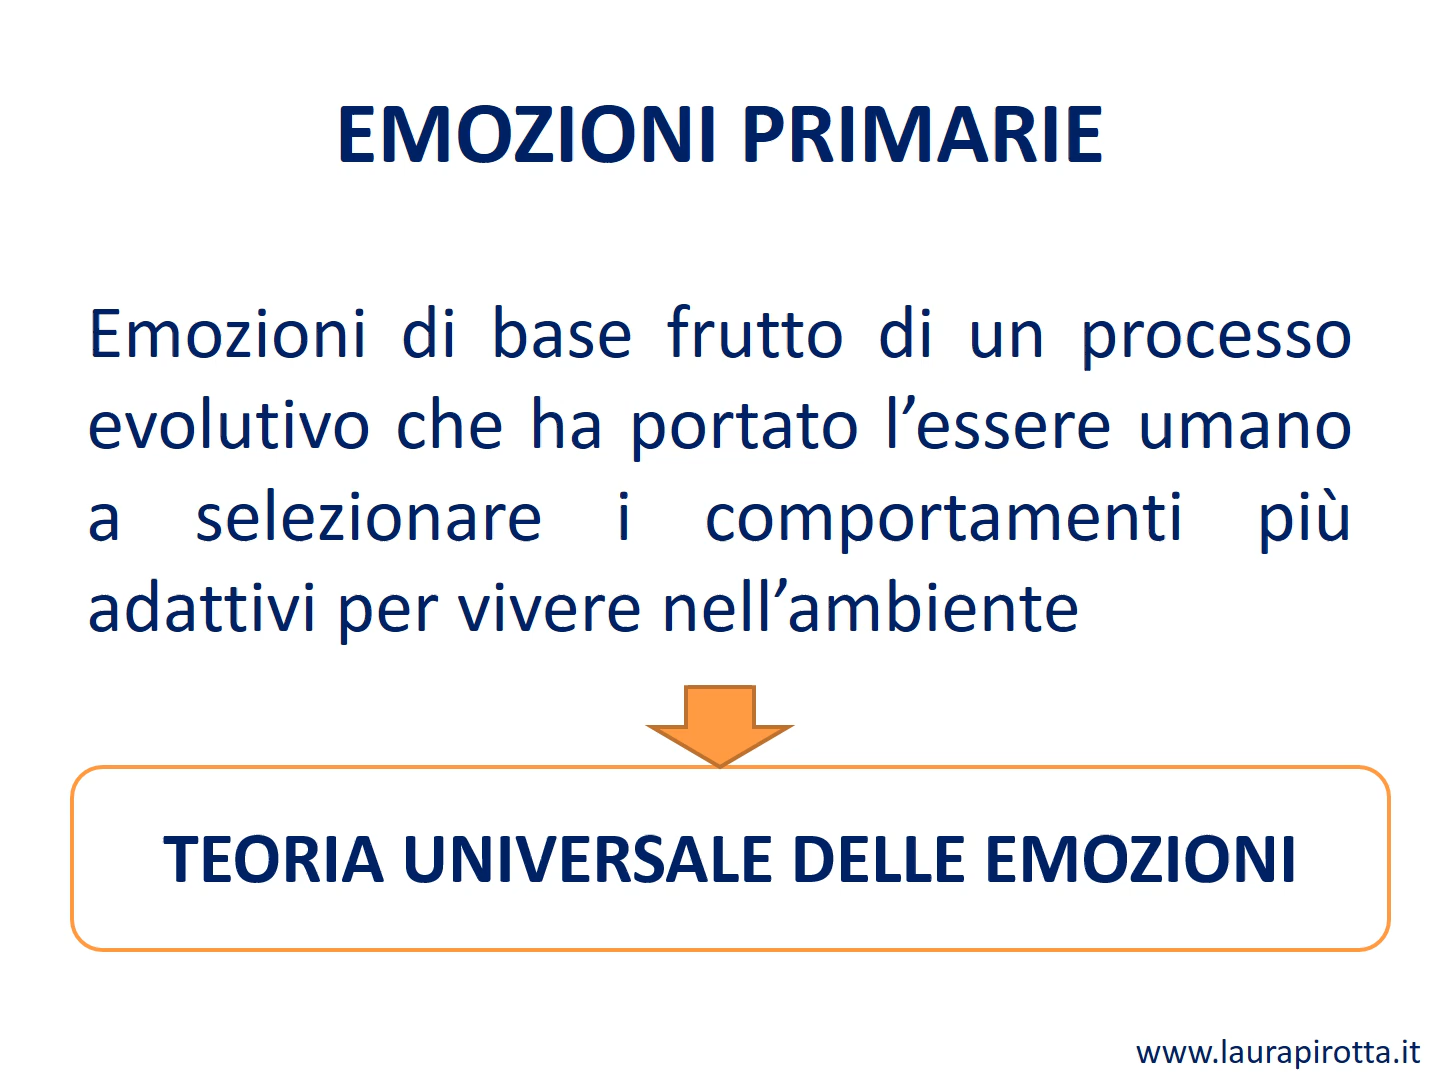 EMOZIONI PRIMARIE
Emozioni di base frutto di un processo
evolutivo che ha portato l’essere umano
a selezionare i comportamenti più
adattivi per vivere nell’ambiente
TEORIA UNIVERSALE DELLE EMOZIONI
www.laurapirotta.it